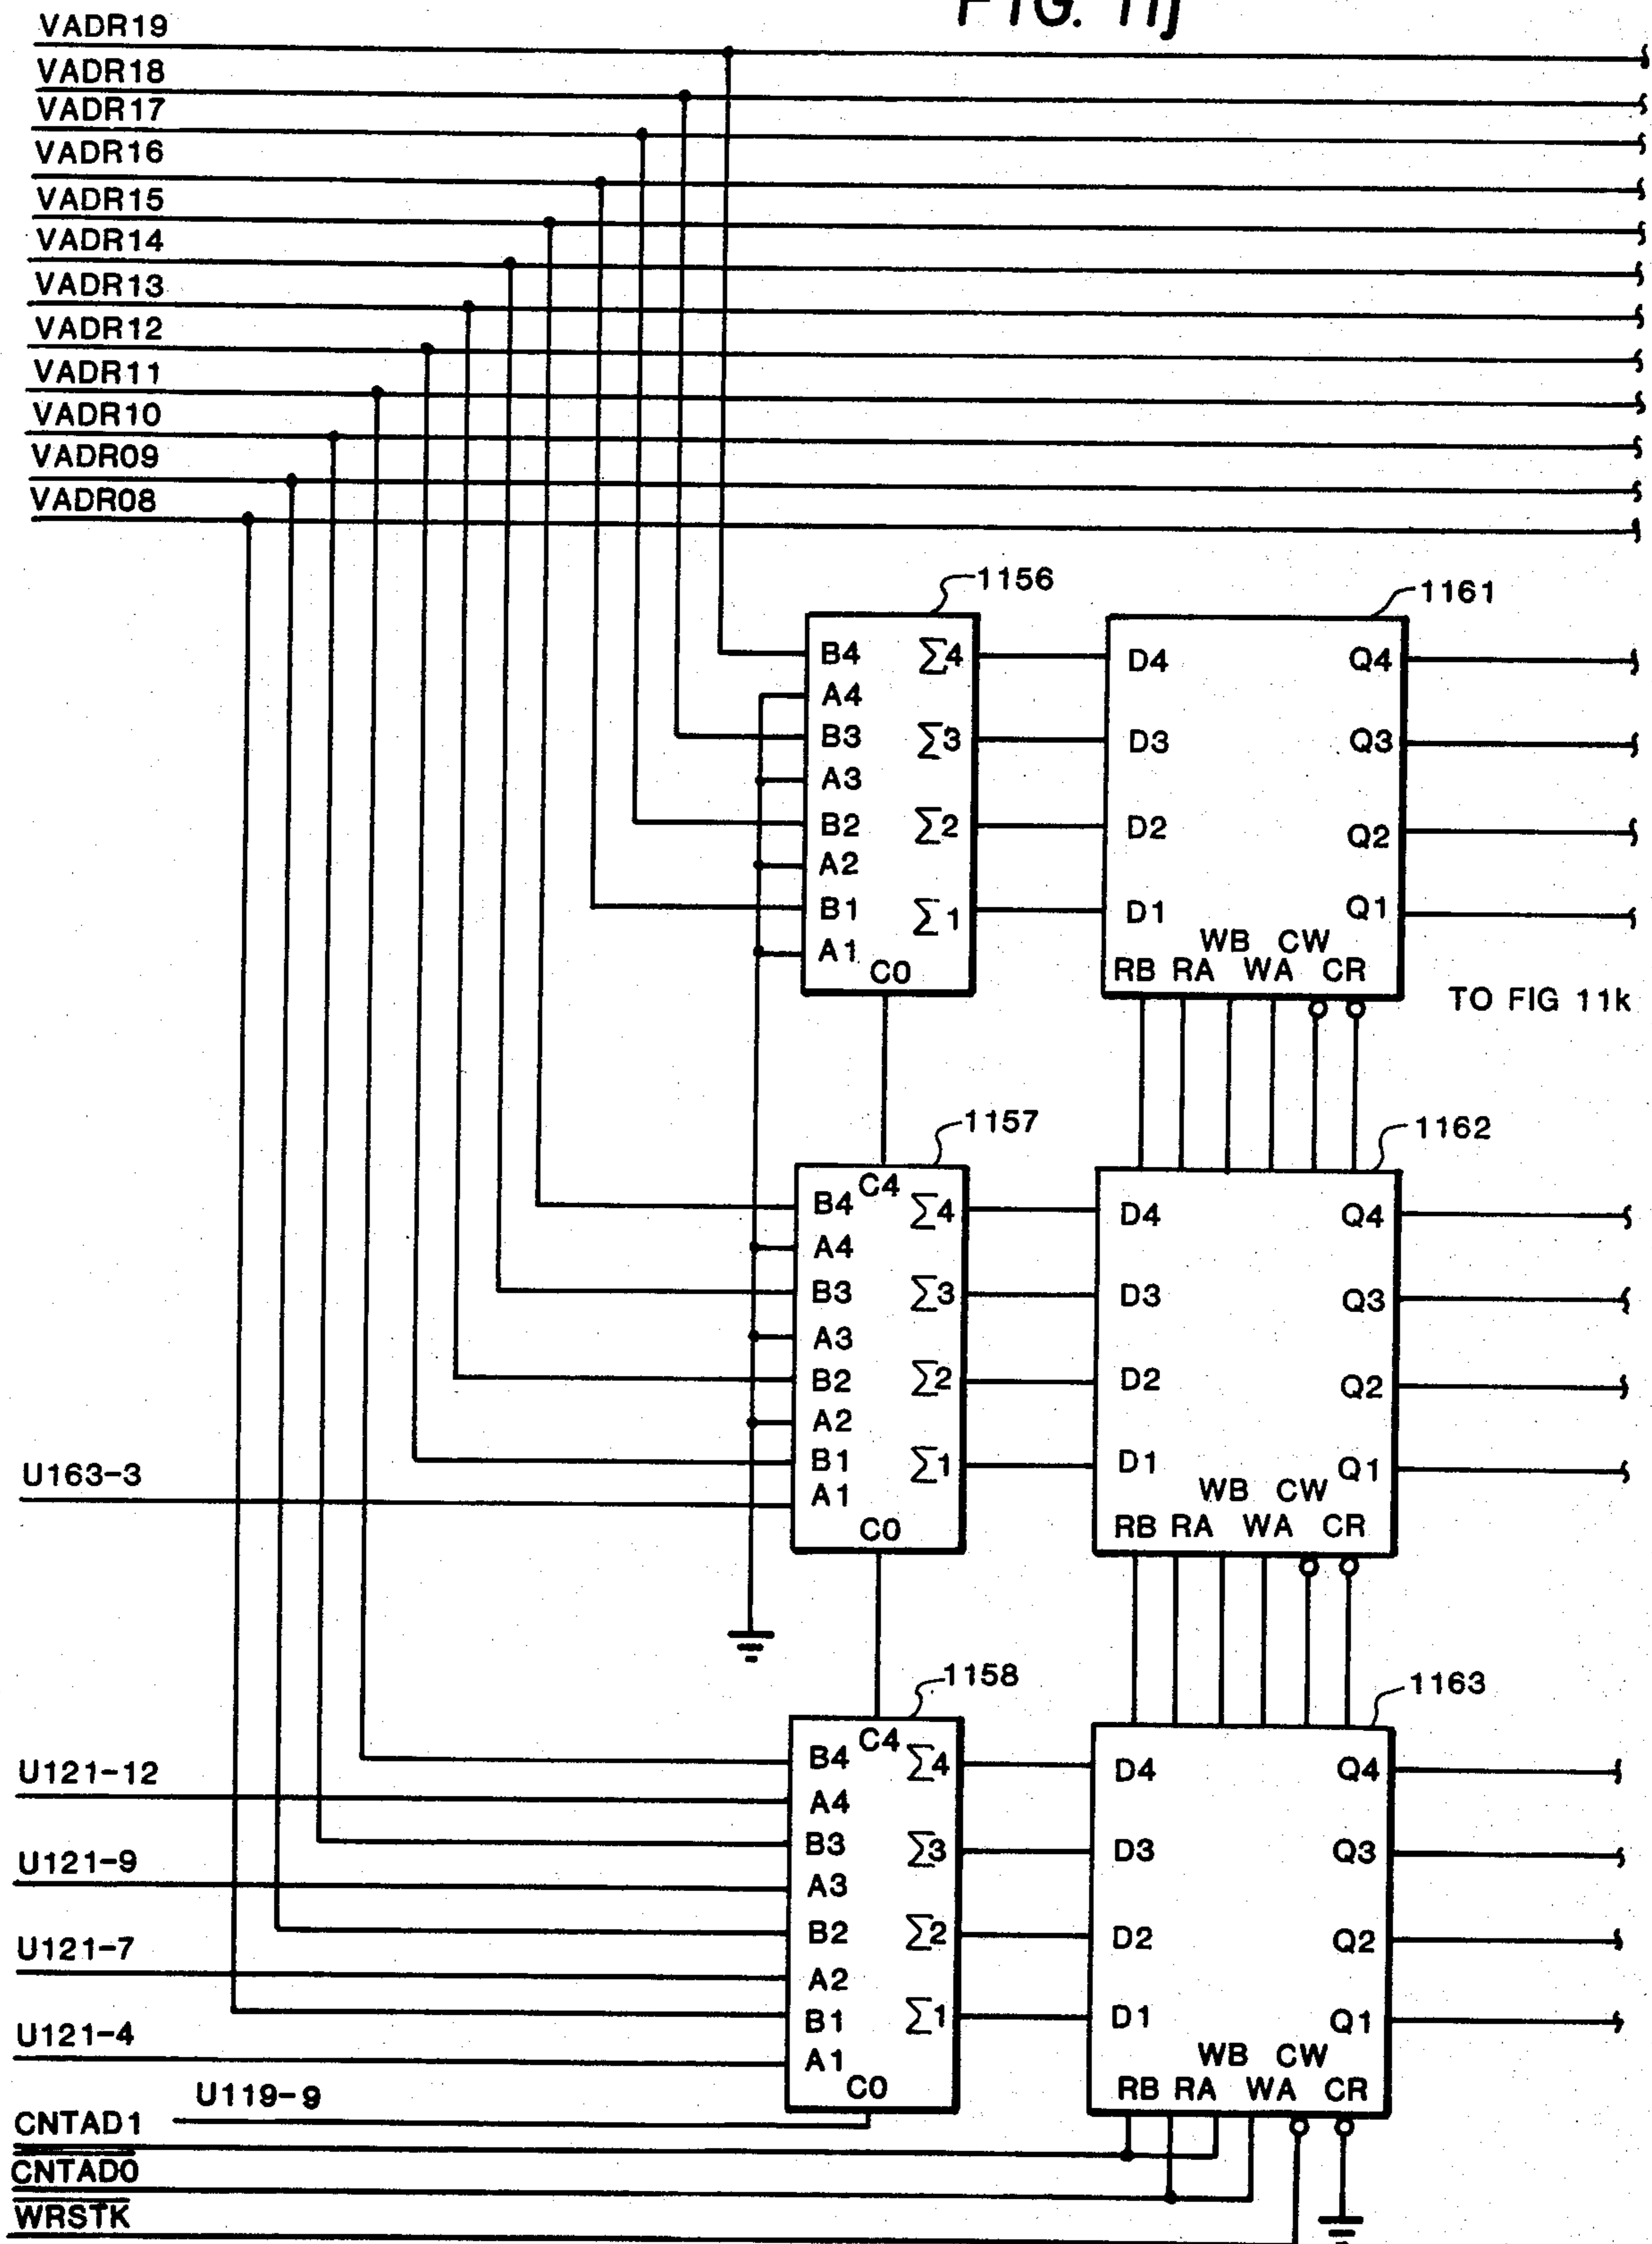 FIG. 11j
VADR19
VADR18
VADR17
VADR16
VADR15
VADR14
VADR13
VADR12
VADR11
VADR10
VADR09
VADR08
1156
B4 Σ4
A4
B3 Σ3
A3
B2 Σ2
A2
B1 Σ1
A1
C0
1161
D4 Q4
D3 Q3
D2 Q2
D1 Q1
WB CW
RB RA WA CR
TO FIG 11k
1157
C4
B4 Σ4
A4
B3 Σ3
A3
B2 Σ2
A2
B1 Σ1
A1
C0
U163-3
1162
D4 Q4
D3 Q3
D2 Q2
D1 Q1
WB CW
RB RA WA CR
1158
C4
B4 Σ4
A4
B3 Σ3
A3
B2 Σ2
A2
B1 Σ1
A1
C0
U121-12
U121-9
U121-7
U121-4
U119-9
1163
D4 Q4
D3 Q3
D2 Q2
D1 Q1
WB CW
RB RA WA CR
CNTAD1
CNTAD0
WRSTK